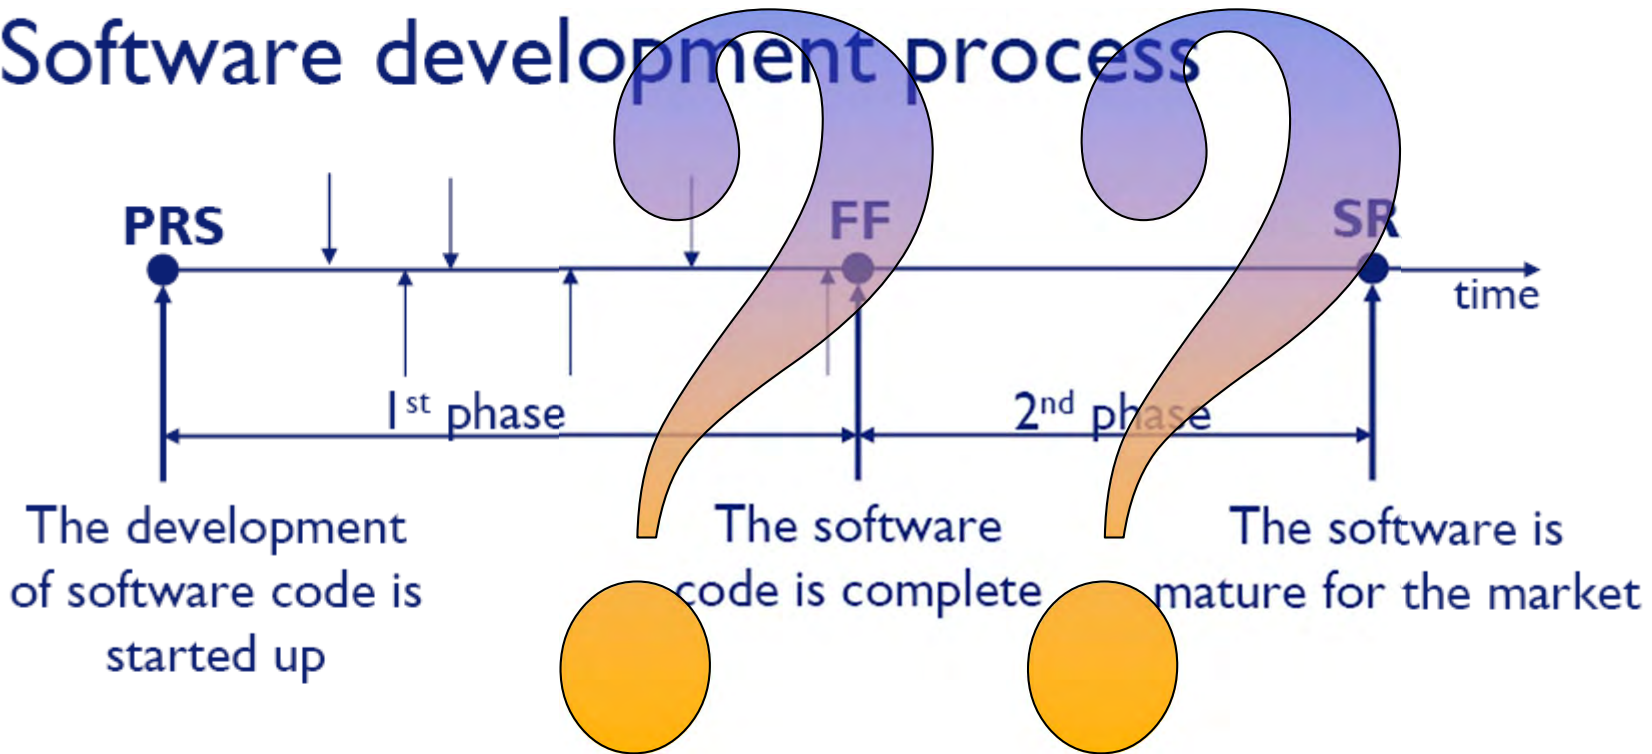 Software development process
PRS
FF
SR
time
1st phase
2nd phase
The development
of software code is
started up
The software
code is complete
The software is
mature for the market
??